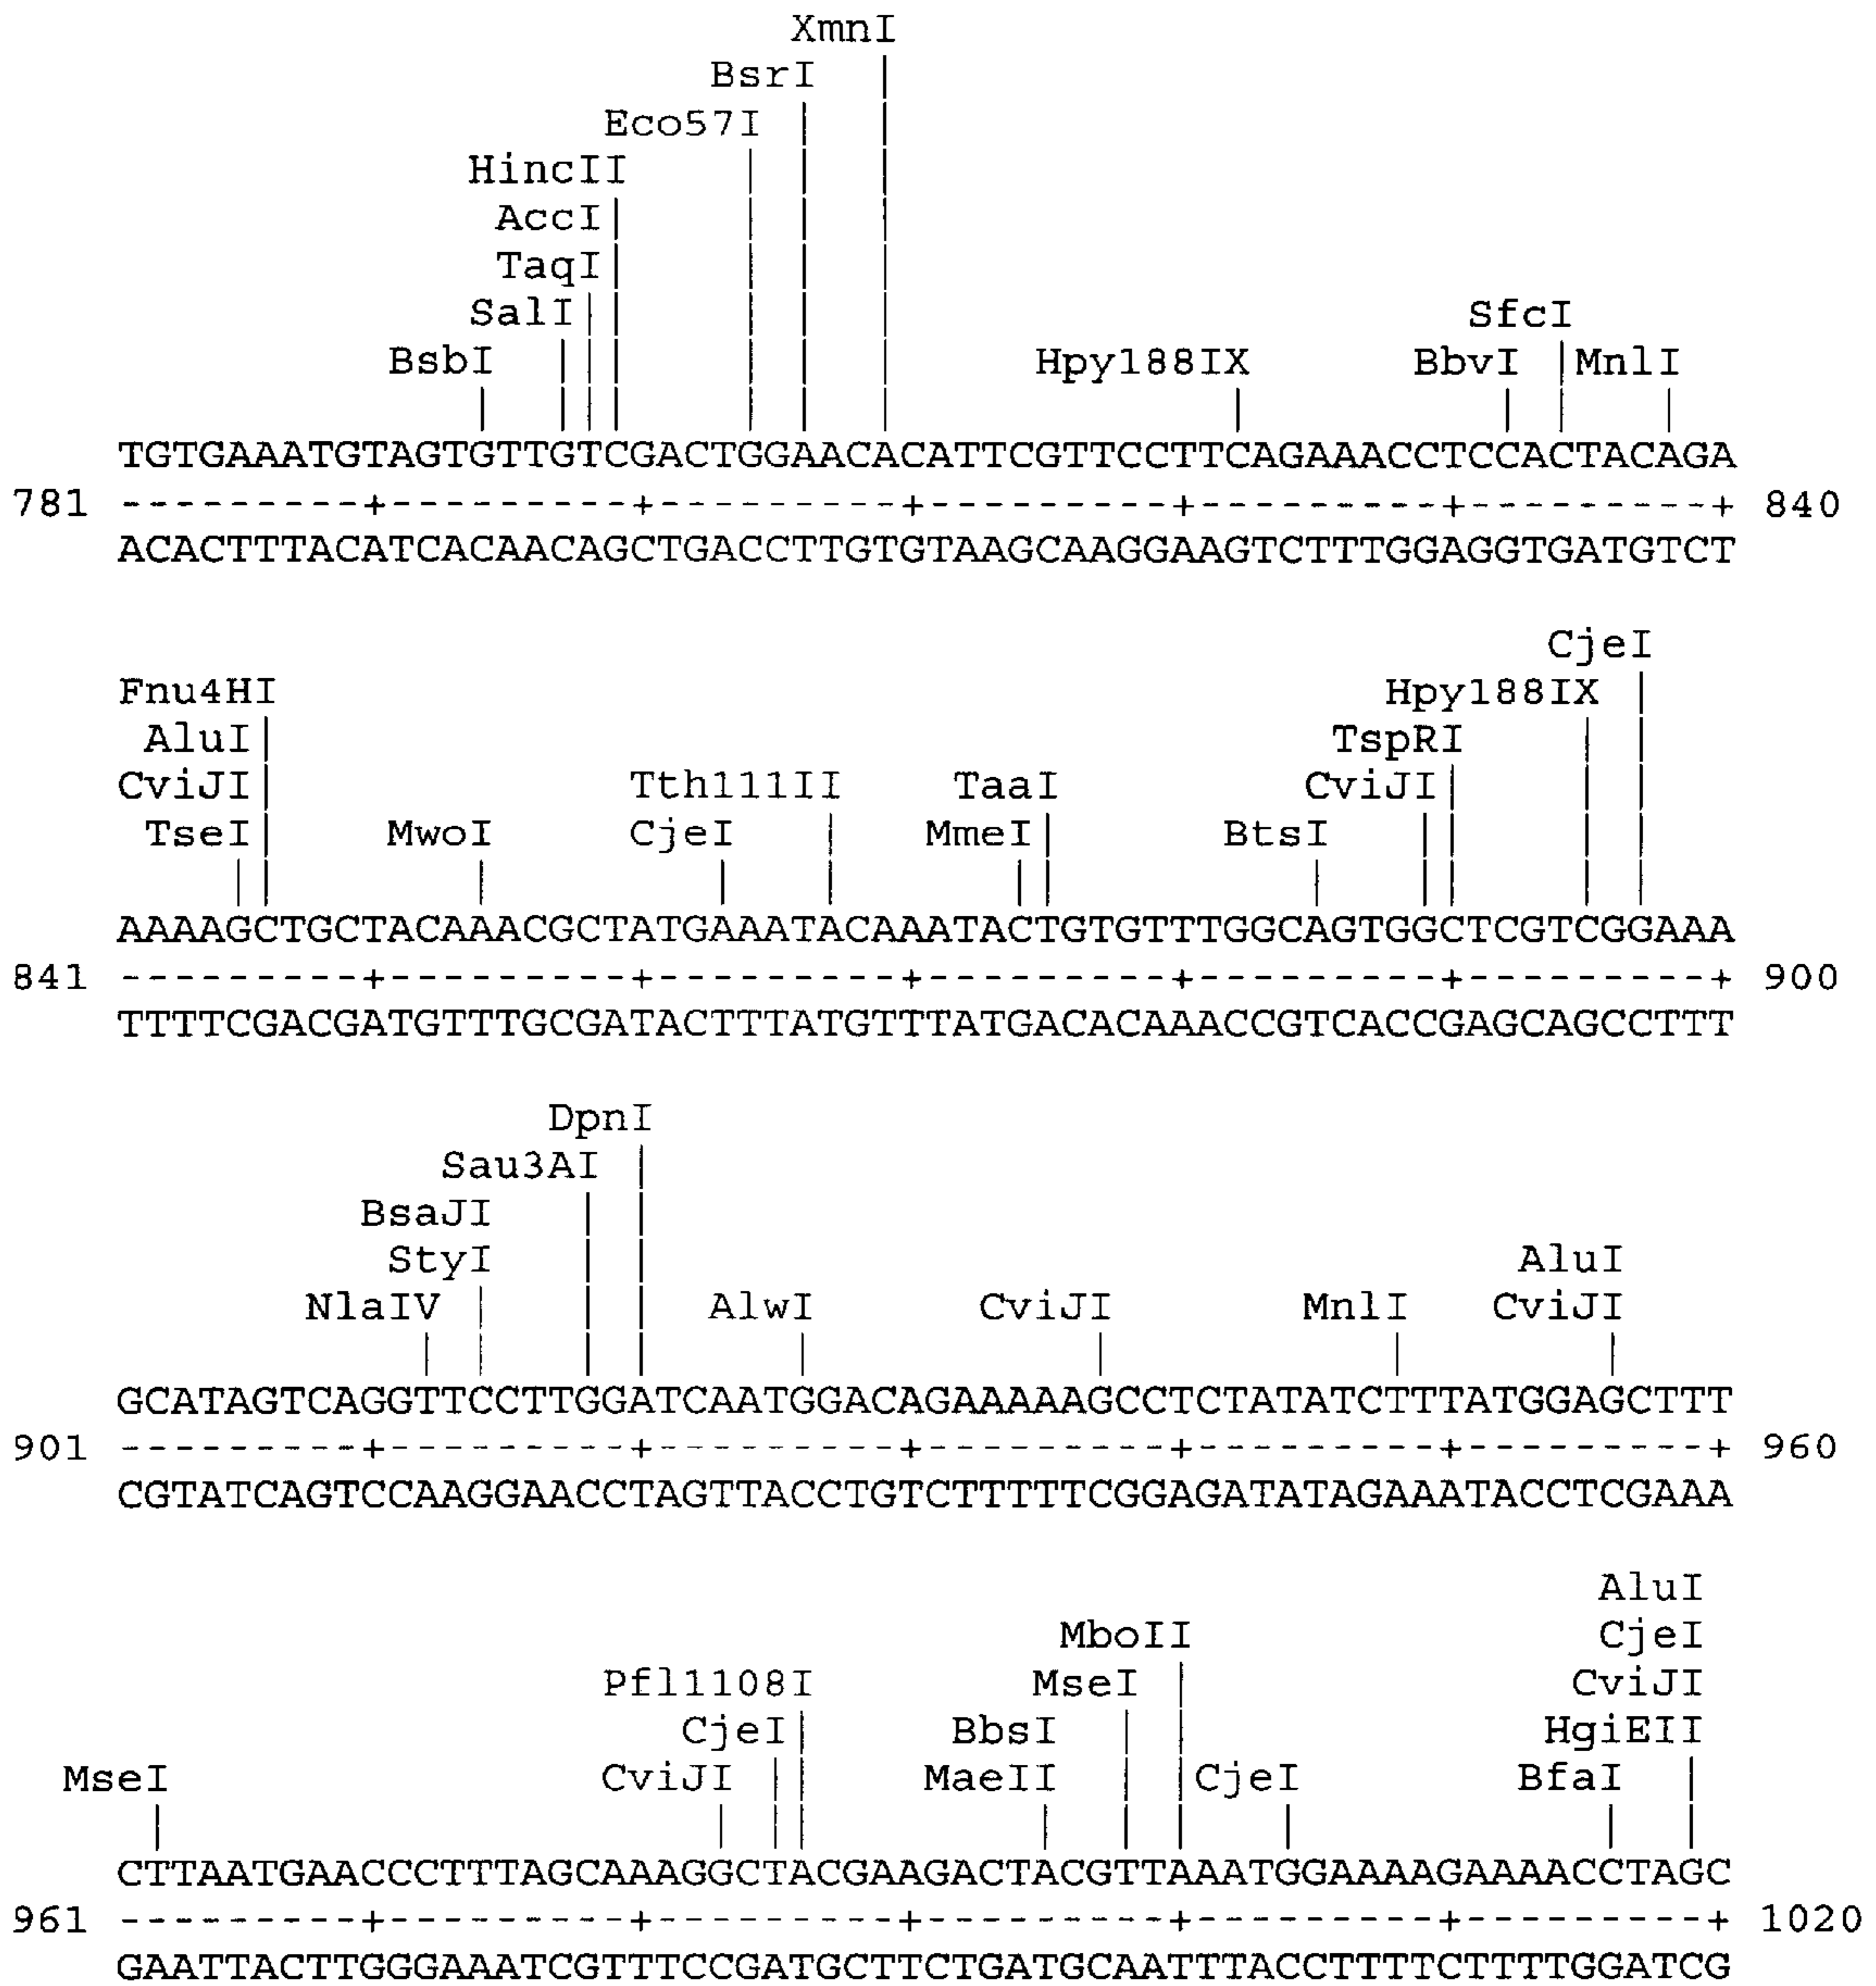 XmnI
BsrI
Eco57I
HincII
AccI
TaqI
SalI SfcI
BsbI Hpy188IX BbvI MnlI
TGTGAAATGTAGTGTTGTCGACTGGAACACATTCGTTCCTTCAGAAACCTCCACTACAGA
781 ---------+---------+---------+---------+---------+---------+ 840
ACACTTTACATCACAACAGCTGACCTTGTGTAAGCAAGGAAGTCTTTGGAGGTGATGTCT
CjeI
Fnu4HI Hpy188IX
AluI TspRI
CviJI Tth111II TaaI CviJI
TseI MwoI CjeI MmeI BtsI
AAAAGCTGCTACAAACGCTATGAAATACAAATACTGTGTTTGGCAGTGGCTCGTCGGAAA
841 ---------+---------+---------+---------+---------+---------+ 900
TTTTCGACGATGTTTGCGATACTTTATGTTTATGACACAAACCGTCACCGAGCAGCCTTT
DpnI
Sau3AI
BsaJI
StyI AluI
NlaIV AlwI CviJI MnlI CviJI
GCATAGTCAGGTTCCTTGGATCAATGGACAGAAAAAGCCTCTATATCTTTATGGAGCTTT
901 ---------+---------+---------+---------+---------+---------+ 960
CGTATCAGTCCAAGGAACCTAGTTACCTGTCTTTTTCGGAGATATAGAAATACCTCGAAA
AluI
MboII CjeI
Pfl1108I MseI CviJI
CjeI BbsI HgiEII
MseI CviJI MaeII CjeI BfaI
CTTAATGAACCCTTTAGCAAAGGCTACGAAGACTACGTTAAATGGAAAAGAAAACCTAGC
961 ---------+---------+---------+---------+---------+---------+ 1020
GAATTACTTGGGAAATCGTTTCCGATGCTTCTGATGCAATTTACCTTTTCTTTTGGATCG